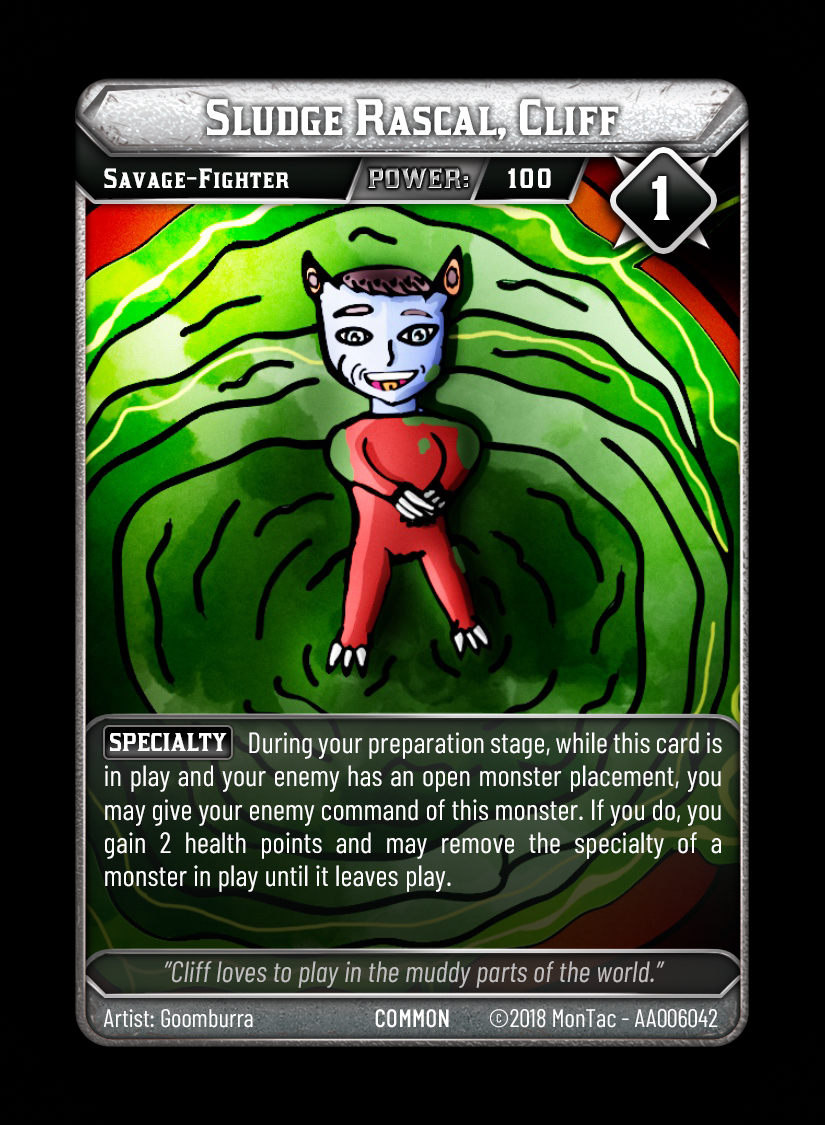 Sludge Rascal, Cliff
Savage-Fighter POWER: 100
1
SPECIALTY During your preparation stage, while this card is
in play and your enemy has an open monster placement, you
may give your enemy command of this monster. If you do, you
gain 2 health points and may remove the specialty of a
monster in play until it leaves play.
"Cliff loves to play in the muddy parts of the world."
Artist: Goomburra COMMON ©2018 MonTac - AA006042